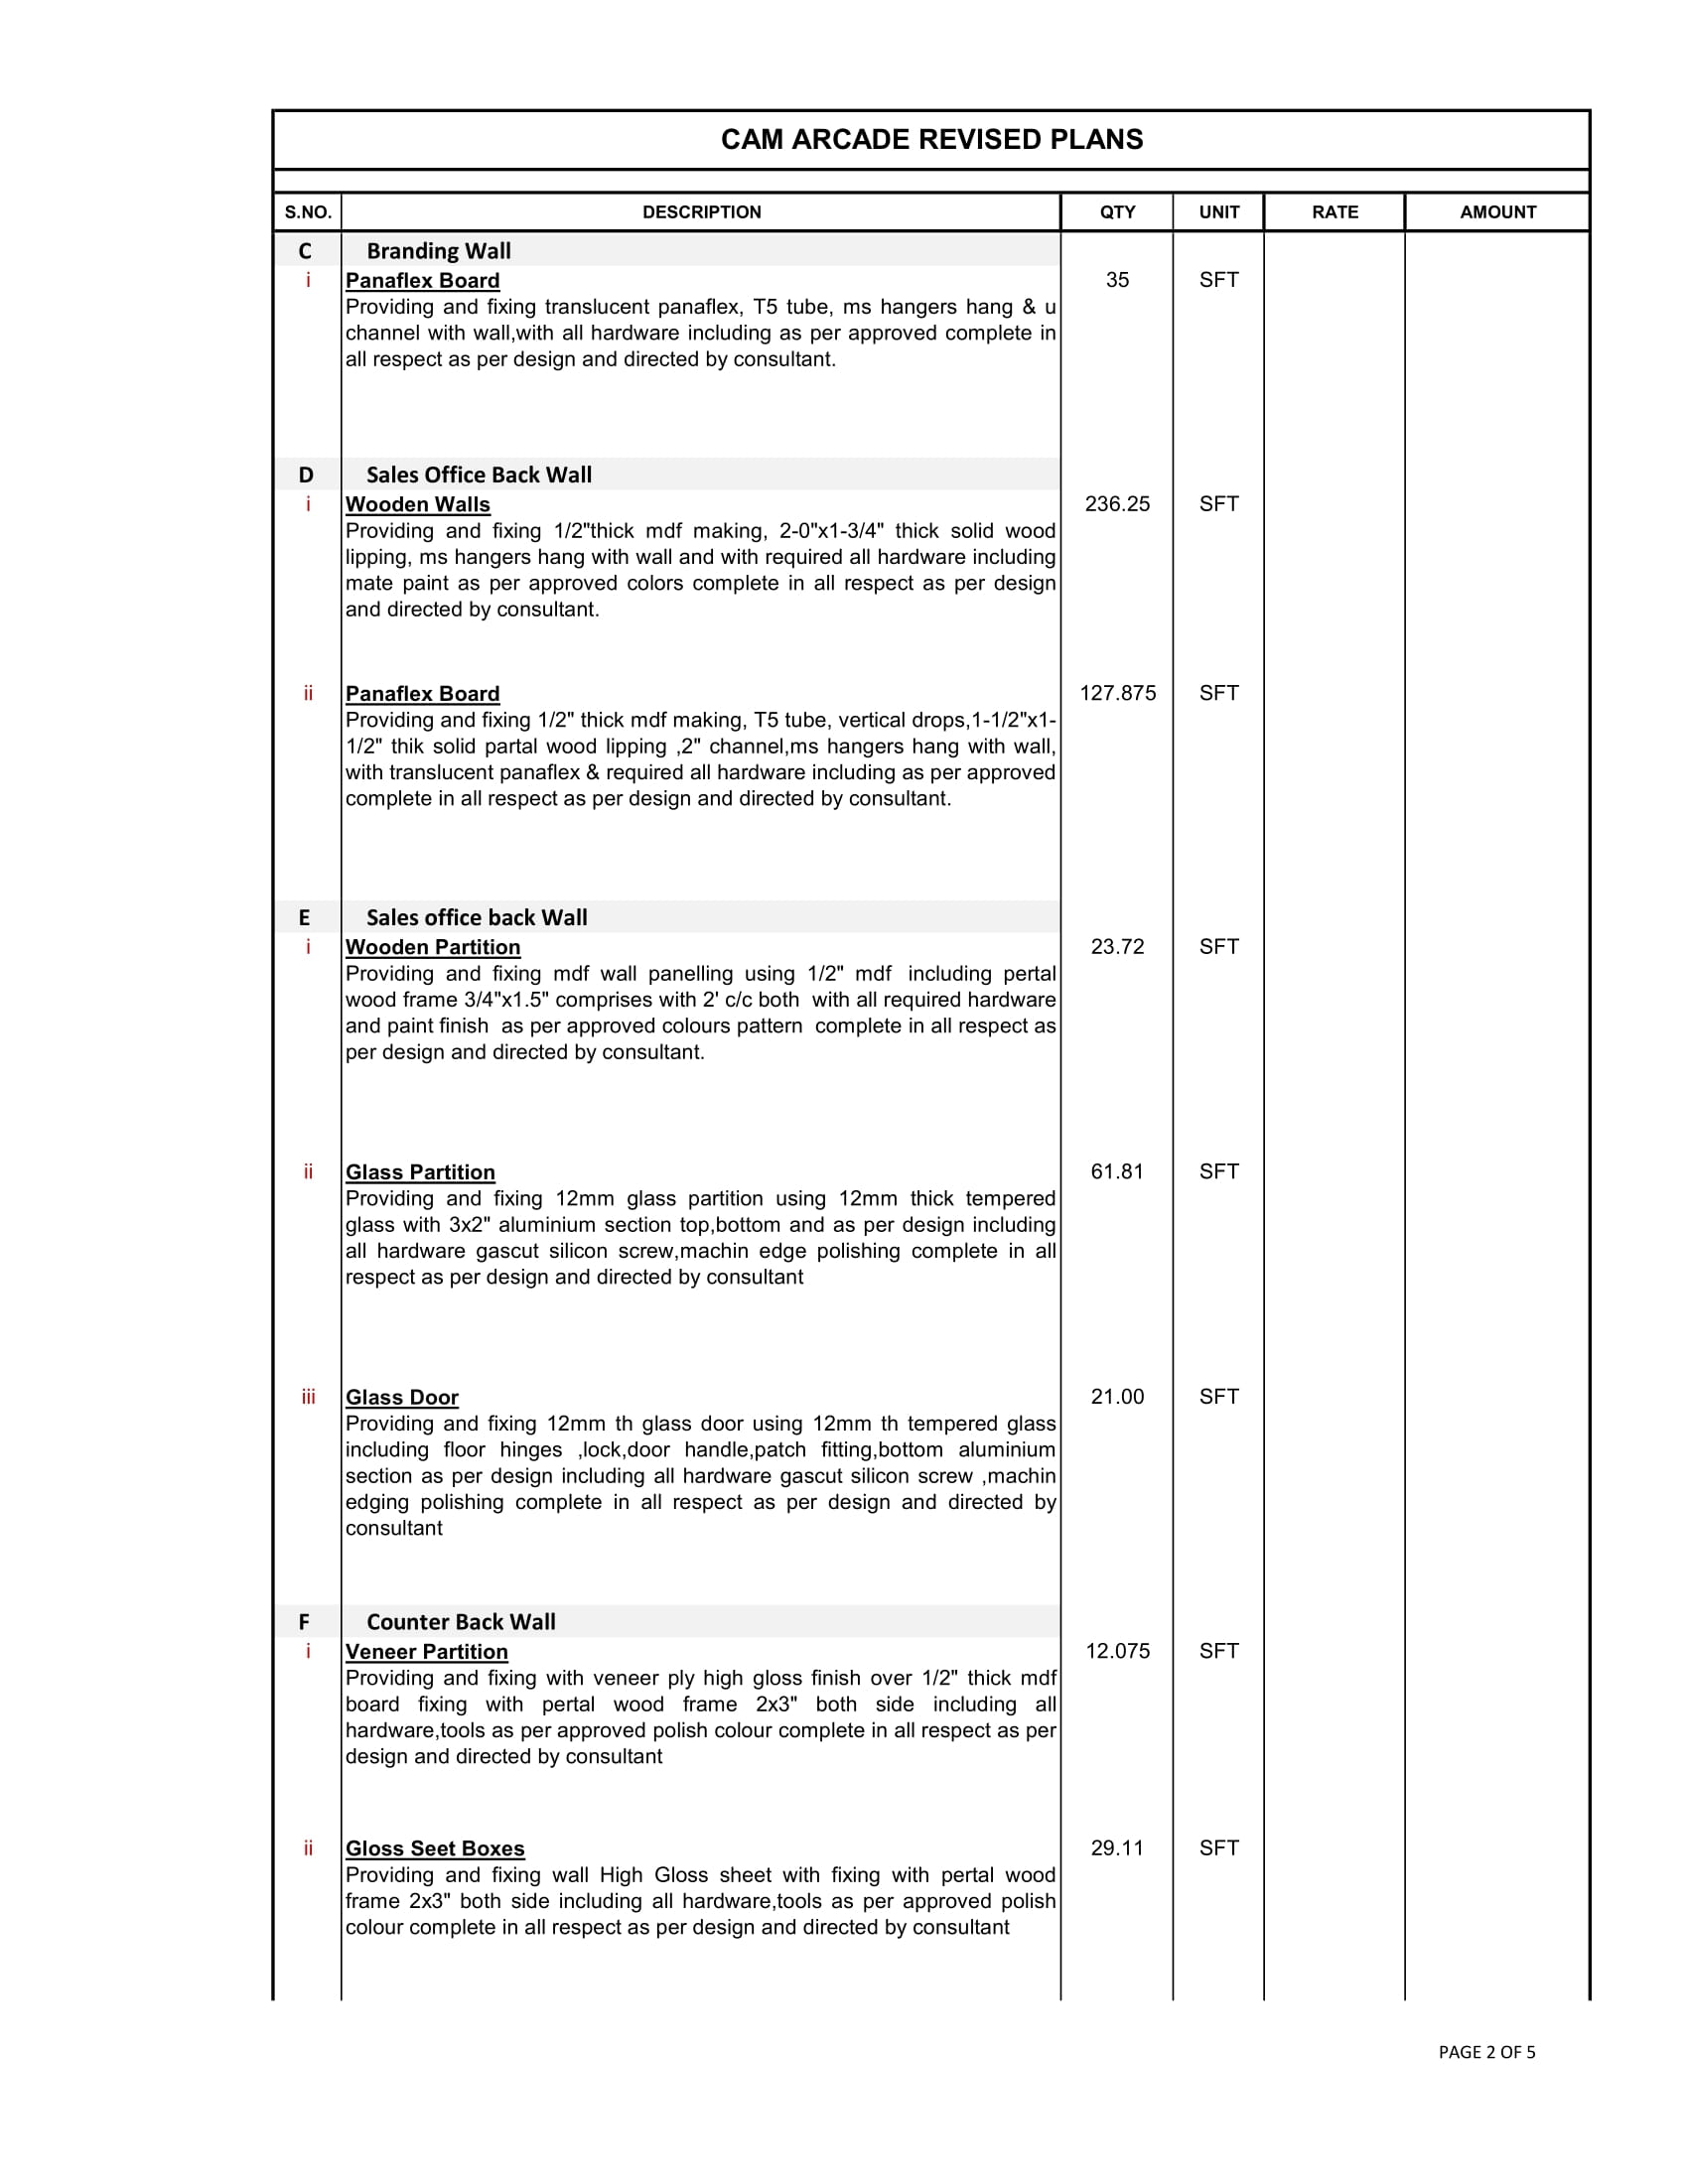 CAM ARCADE REVISED PLANS
S.NO. DESCRIPTION QTY UNIT RATE AMOUNT
C Branding Wall
i Panaflex Board 35 SFT
Providing and fixing translucent panaflex, T5 tube, ms hangers hang & u
channel with wall,with all hardware including as per approved complete in
all respect as per design and directed by consultant.
D Sales Office Back Wall
i Wooden Walls 236.25 SFT
Providing and fixing 1/2"thick mdf making, 2-0"x1-3/4" thick solid wood
lipping, ms hangers hang with wall and with required all hardware including
mate paint as per approved colors complete in all respect as per design
and directed by consultant.
ii Panaflex Board 127.875 SFT
Providing and fixing 1/2" thick mdf making, T5 tube, vertical drops,1-1/2"x1-
1/2" thik solid partal wood lipping ,2" channel,ms hangers hang with wall,
with translucent panaflex & required all hardware including as per approved
complete in all respect as per design and directed by consultant.
E Sales office back Wall
i Wooden Partition 23.72 SFT
Providing and fixing mdf wall panelling using 1/2" mdf including pertal
wood frame 3/4"x1.5" comprises with 2' c/c both with all required hardware
and paint finish as per approved colours pattern complete in all respect as
per design and directed by consultant.
ii Glass Partition 61.81 SFT
Providing and fixing 12mm glass partition using 12mm thick tempered
glass with 3x2" aluminium section top,bottom and as per design including
all hardware gascut silicon screw,machin edge polishing complete in all
respect as per design and directed by consultant
iii Glass Door 21.00 SFT
Providing and fixing 12mm th glass door using 12mm th tempered glass
including floor hinges ,lock,door handle,patch fitting,bottom aluminium
section as per design including all hardware gascut silicon screw ,machin
edging polishing complete in all respect as per design and directed by
consultant
F Counter Back Wall
i Veneer Partition 12.075 SFT
Providing and fixing with veneer ply high gloss finish over 1/2" thick mdf
board fixing with pertal wood frame 2x3" both side including all
hardware,tools as per approved polish colour complete in all respect as per
design and directed by consultant
ii Gloss Seet Boxes 29.11 SFT
Providing and fixing wall High Gloss sheet with fixing with pertal wood
frame 2x3" both side including all hardware,tools as per approved polish
colour complete in all respect as per design and directed by consultant
PAGE 2 OF 5